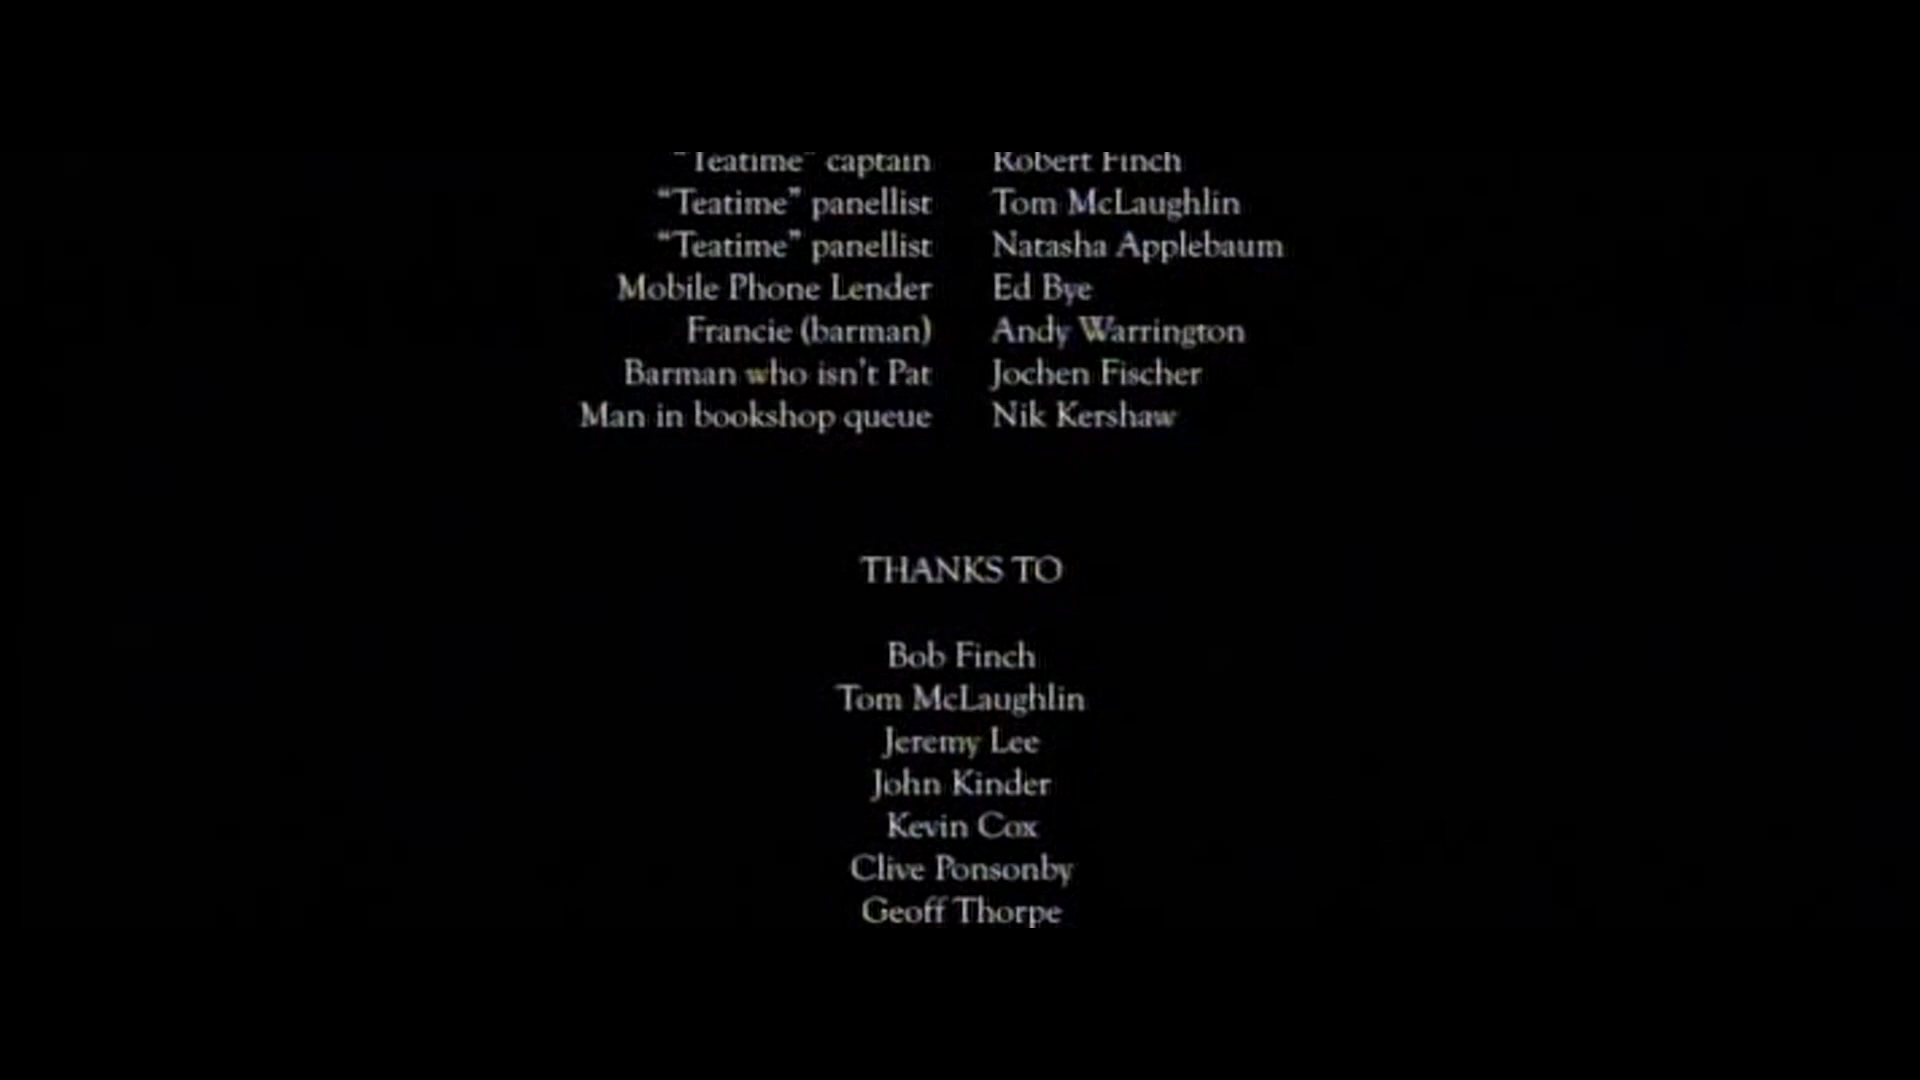 "Teatime" captain Robert Finch
"Teatime" panellist Tom McLaughlin
"Teatime" panellist Natasha Applebaum
Mobile Phone Lender Ed Bye
Francie (barman) Andy Warrington
Barman who isn't Pat Jochen Fischer
Man in bookshop queue Nik Kershaw
THANKS TO
Bob Finch
Tom McLaughlin
Jeremy Lee
John Kinder
Kevin Cox
Clive Ponsonby
Geoff Thorpe